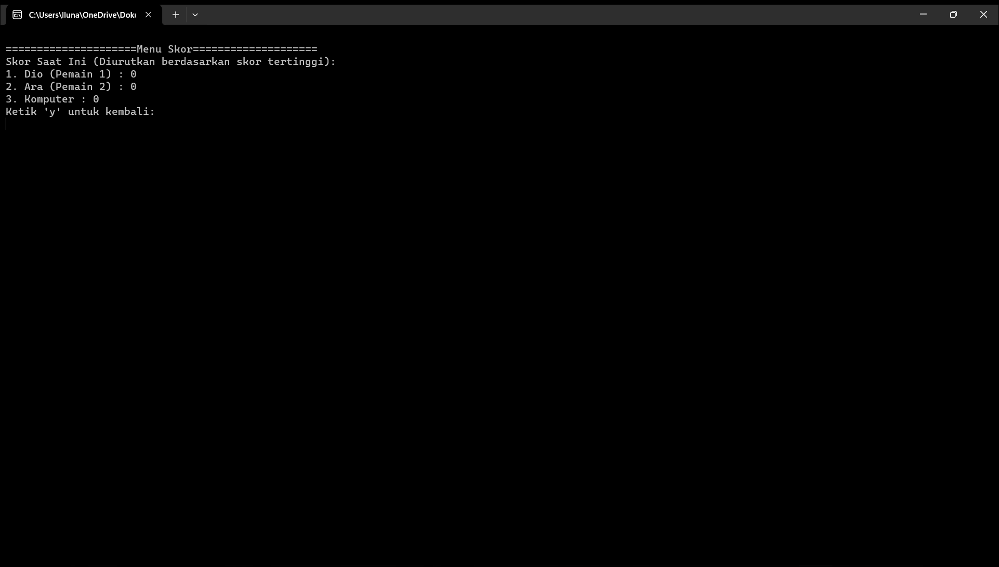 C:\Users\lluna\OneDrive\Doku
=====================Menu Skor====================
Skor Saat Ini (Diurutkan berdasarkan skor tertinggi):
1. Dio (Pemain 1) : 0
2. Ara (Pemain 2) : 0
3. Komputer : 0
Ketik 'y' untuk kembali: